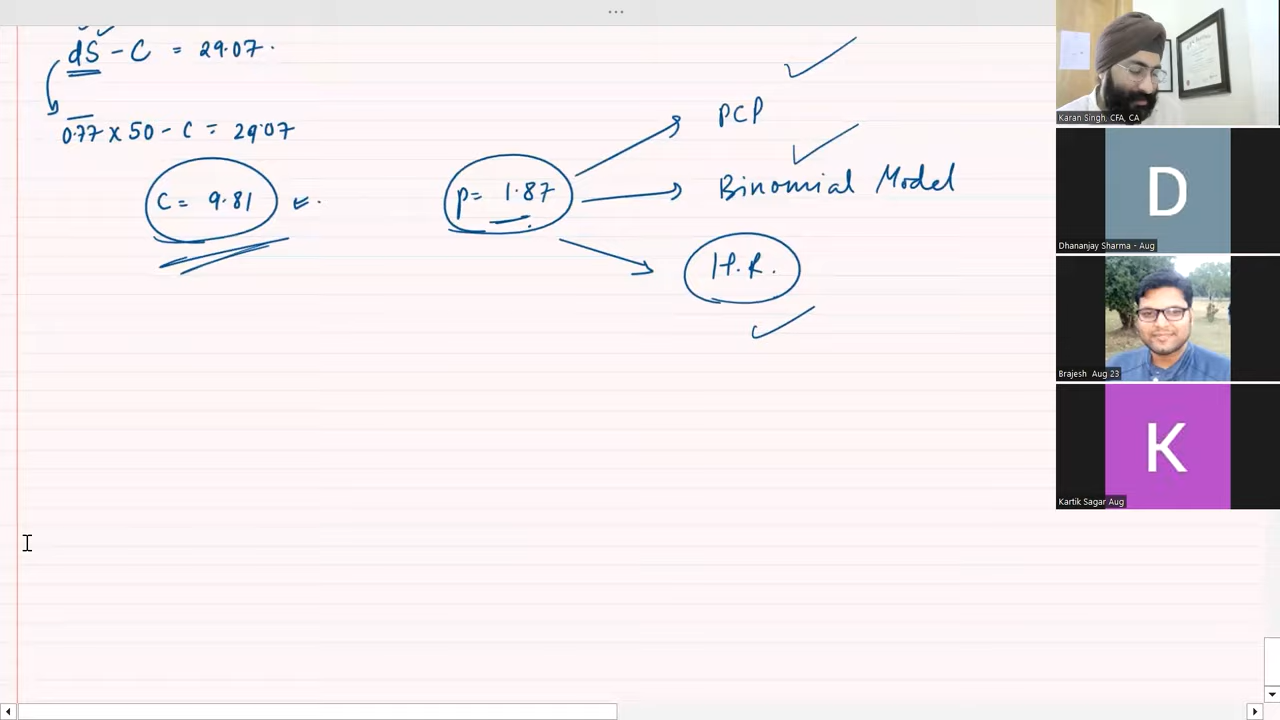 dS - C = 29.07.
0.77 x 50 - C = 29.07
C = 9.81
P = 1.87
PCP
Binomial Model
H.R.
Karan Singh, CFA, CA
D
Dhananjay Sharma - Aug
Brajesh Aug 23
K
Kartik Sagar Aug